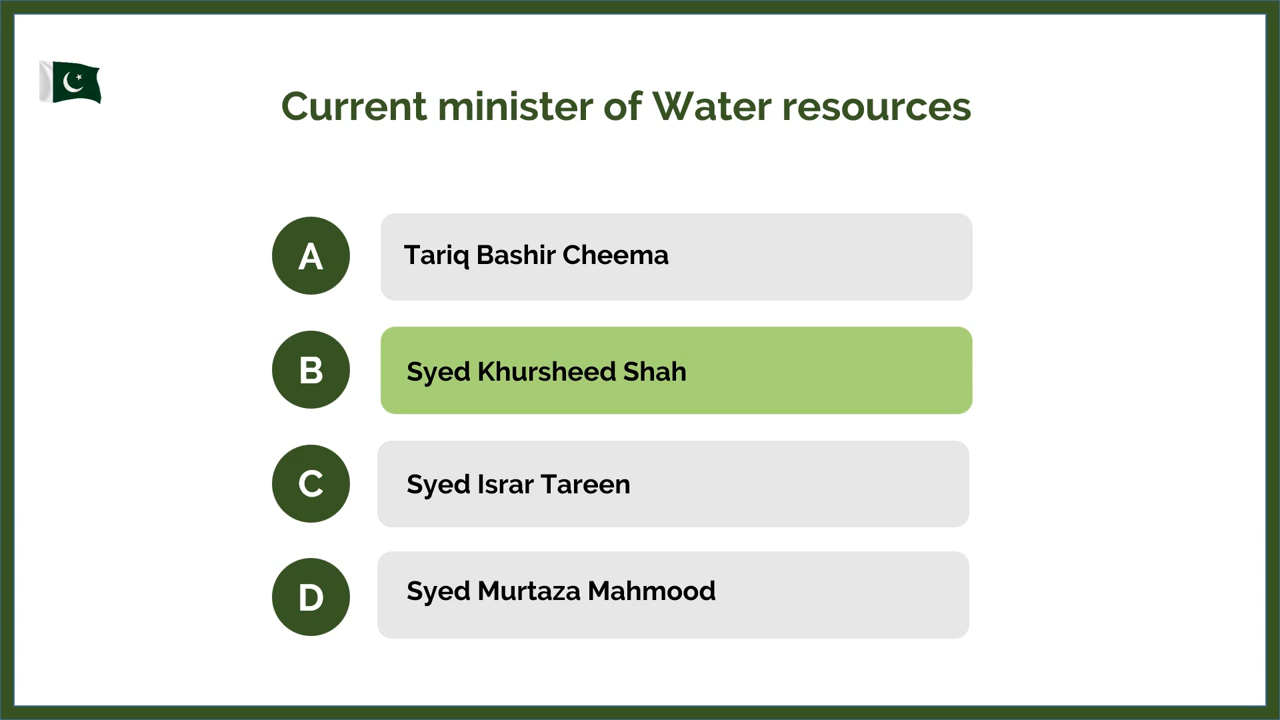 Current minister of Water resources
A
Tariq Bashir Cheema
B
Syed Khursheed Shah
C
Syed Israr Tareen
D
Syed Murtaza Mahmood